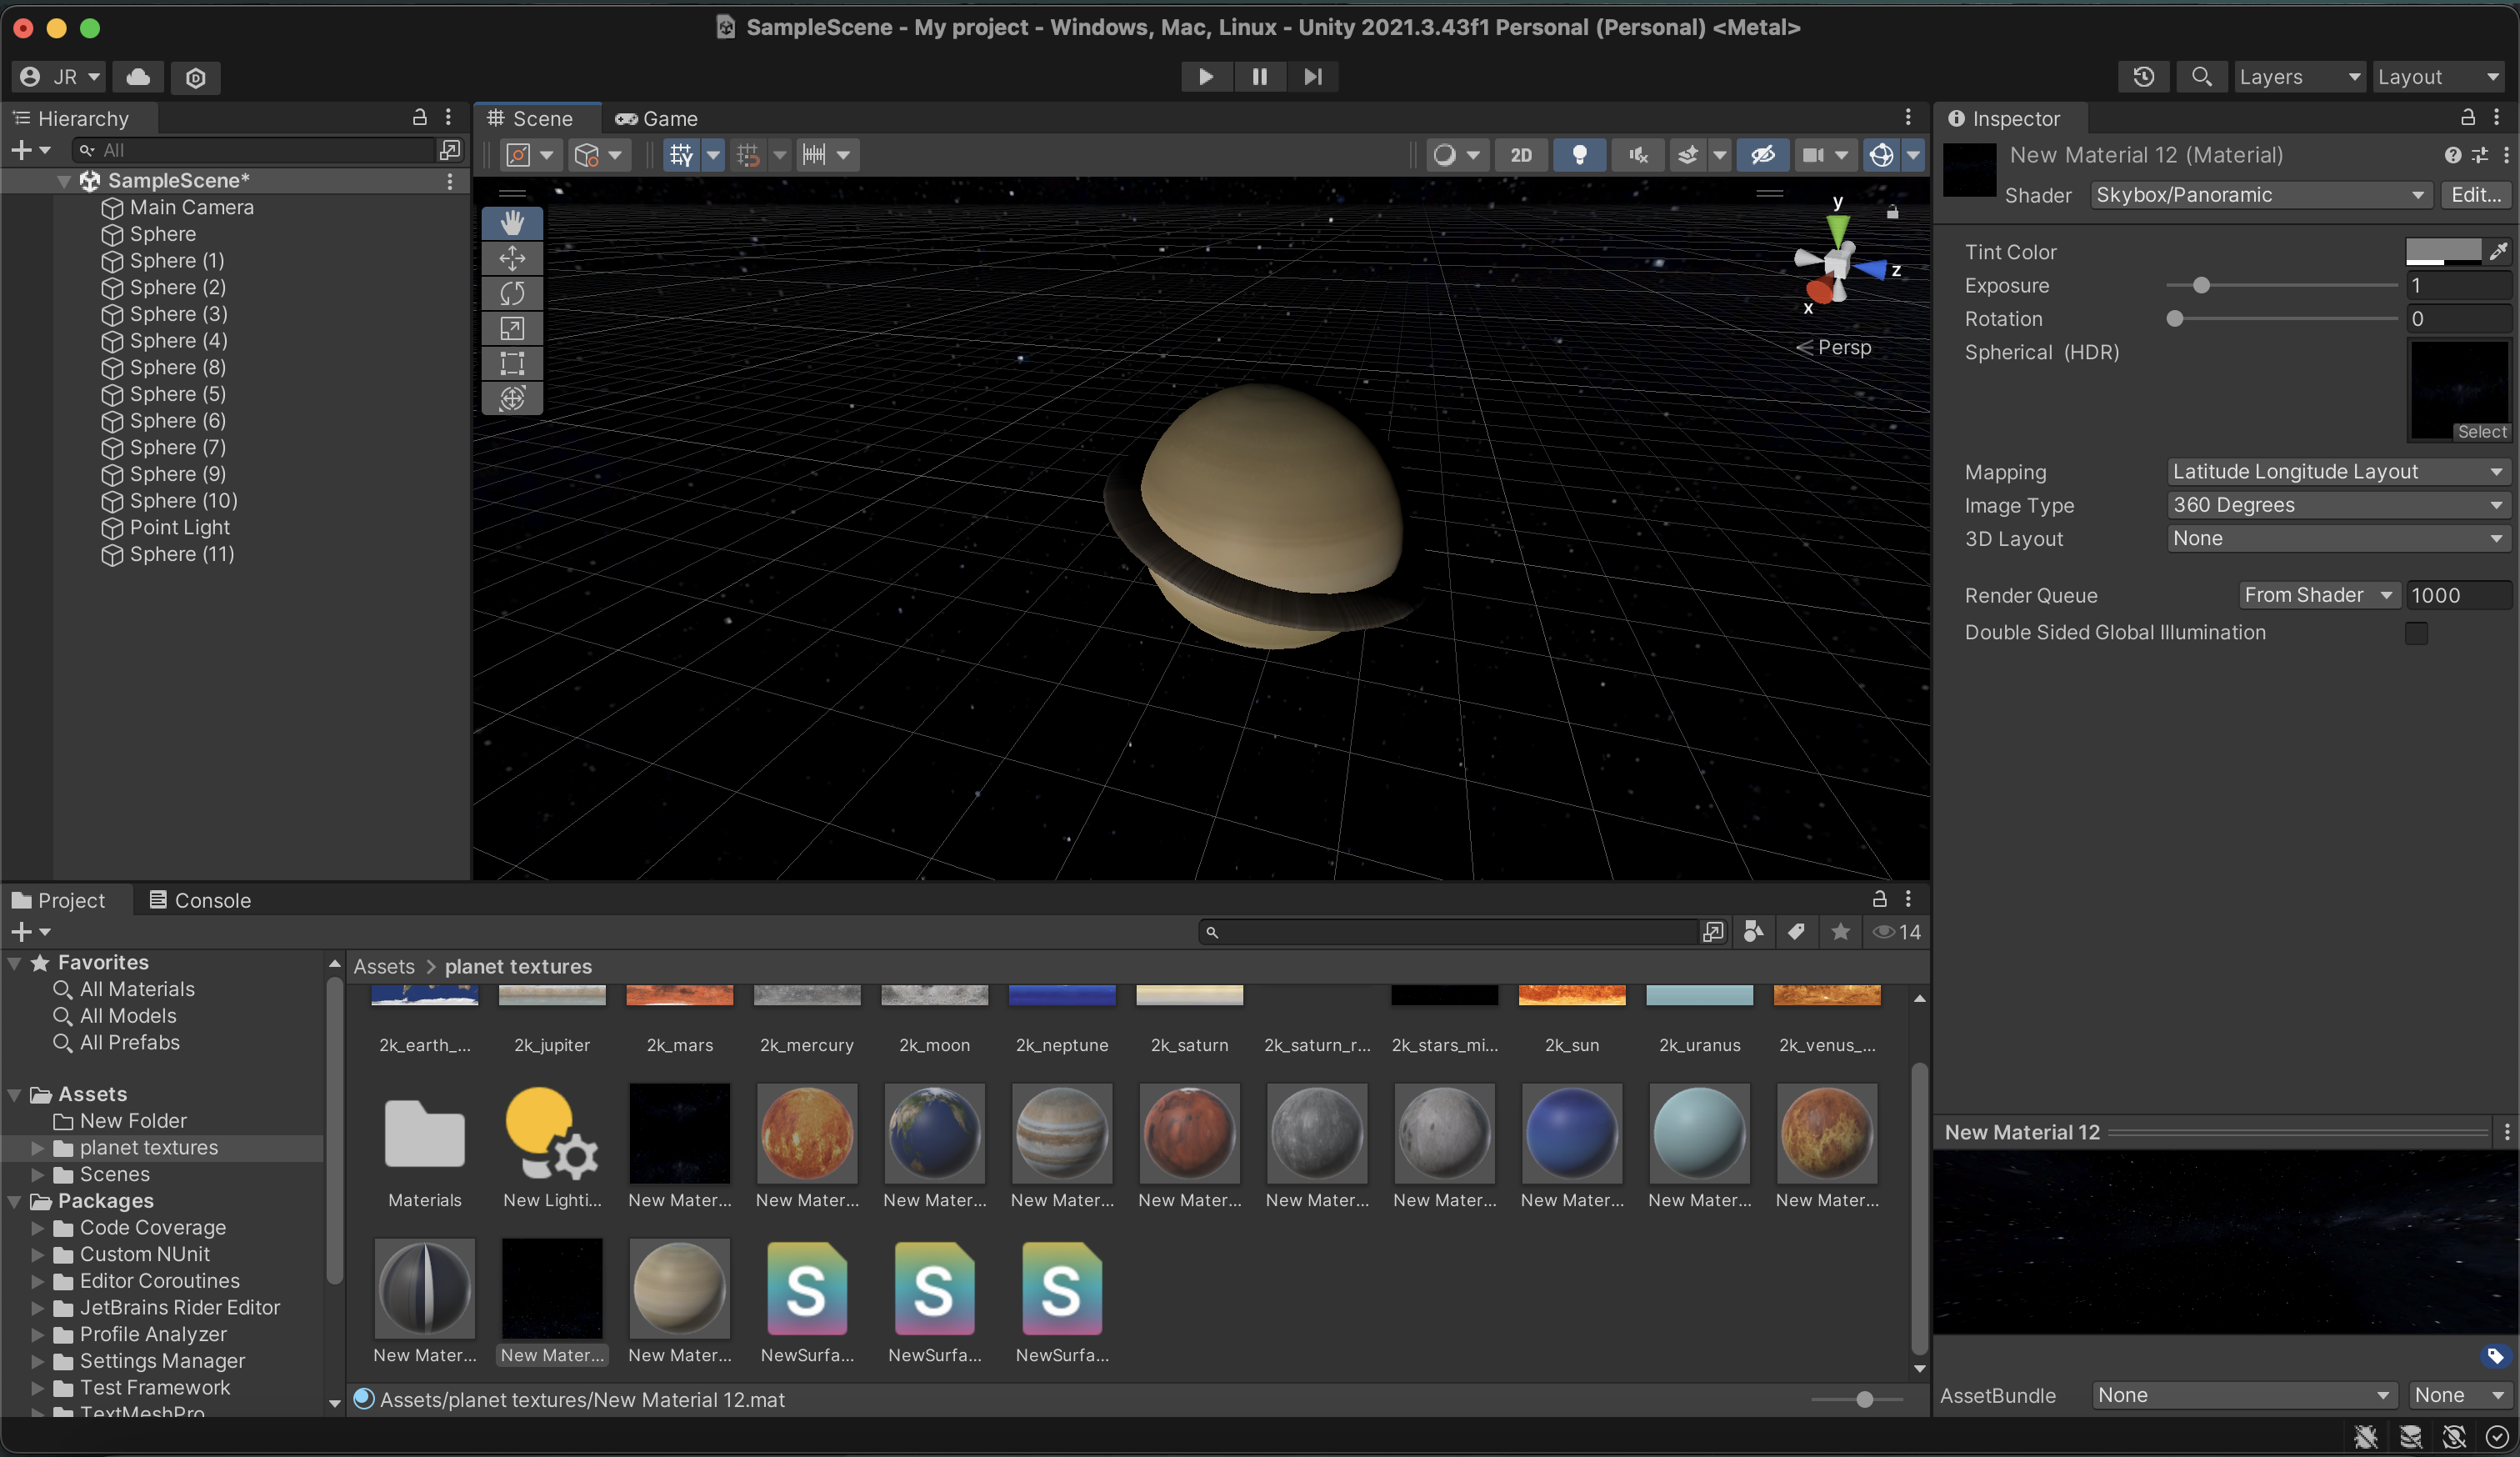 SampleScene - My project - Windows, Mac, Linux - Unity 2021.3.43f1 Personal (Personal) <Metal>
JR
Layers
Layout
Hierarchy
All
SampleScene*
Main Camera
Sphere
Sphere (1)
Sphere (2)
Sphere (3)
Sphere (4)
Sphere (8)
Sphere (5)
Sphere (6)
Sphere (7)
Sphere (9)
Sphere (10)
Point Light
Sphere (11)
Scene
Game
2D
y
z
x
Persp
Inspector
New Material 12 (Material)
Shader
Skybox/Panoramic
Edit...
Tint Color
Exposure
1
Rotation
0
Spherical (HDR)
Select
Mapping
Latitude Longitude Layout
Image Type
360 Degrees
3D Layout
None
Render Queue
From Shader
1000
Double Sided Global Illumination
Project
Console
14
Favorites
All Materials
All Models
All Prefabs
Assets
New Folder
planet textures
Scenes
Packages
Code Coverage
Custom NUnit
Editor Coroutines
JetBrains Rider Editor
Profile Analyzer
Settings Manager
Test Framework
TextMeshPro
Assets > planet textures
2k_earth_...
2k_jupiter
2k_mars
2k_mercury
2k_moon
2k_neptune
2k_saturn
2k_saturn_r...
2k_stars_mi...
2k_sun
2k_uranus
2k_venus_...
Materials
New Lighti...
New Mater...
New Mater...
New Mater...
New Mater...
New Mater...
New Mater...
New Mater...
New Mater...
New Mater...
New Mater...
S
S
S
New Mater...
New Mater...
New Mater...
NewSurfa...
NewSurfa...
NewSurfa...
Assets/planet textures/New Material 12.mat
New Material 12
AssetBundle
None
None